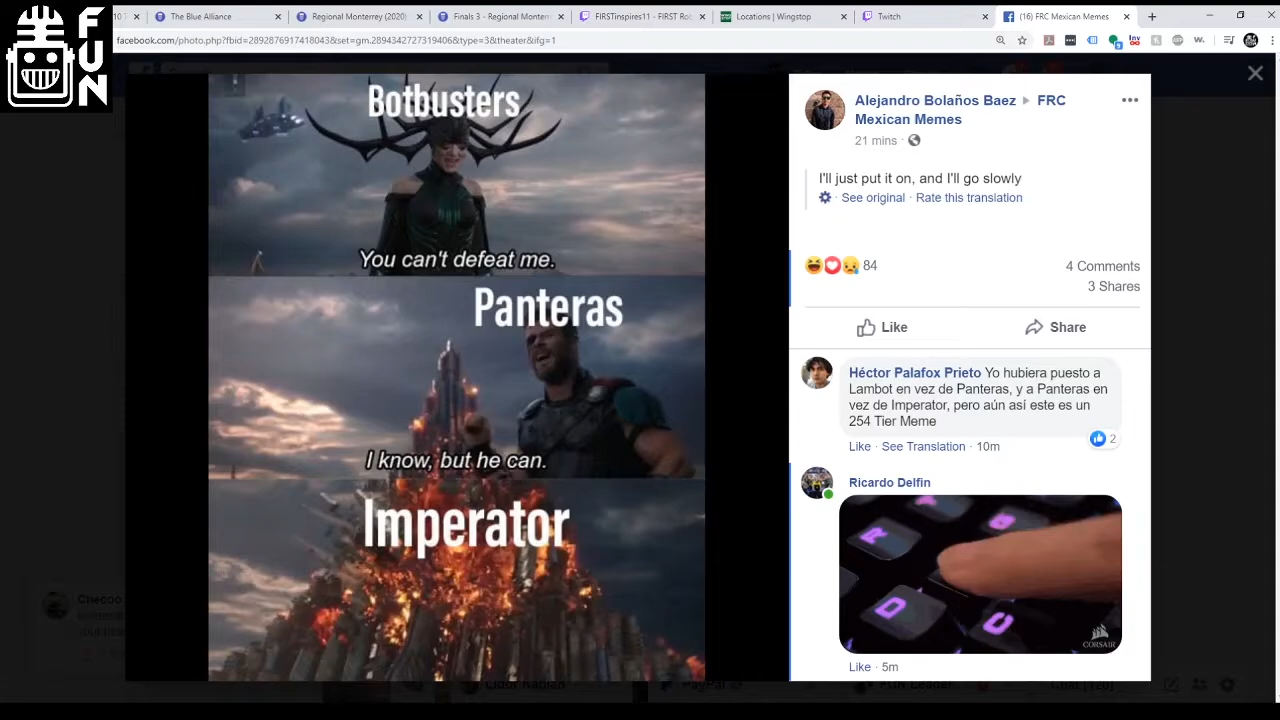 FUN
The Blue Alliance
Regional Monterrey (2020)
Finals 3 - Regional Monterr
FIRSTinspires11 - FIRST Rob
Locations | Wingstop
Twitch
(16) FRC Mexican Memes
facebook.com/photo.php?fbid=2892876917418043&set=gm.2894342727319406&type=3&theater&ifg=1
Botbusters
You can't defeat me.
Panteras
I know, but he can.
Imperator
Alejandro Bolaños Baez ▸ FRC
Mexican Memes
21 mins
I'll just put it on, and I'll go slowly
See original · Rate this translation
84
4 Comments
3 Shares
Like
Share
Héctor Palafox Prieto Yo hubiera puesto a
Lambot en vez de Panteras, y a Panteras en
vez de Imperator, pero aún así este es un
254 Tier Meme
2
Like · See Translation · 10m
Ricardo Delfin
R
D
C
CORSAIR
Like · 5m
Checoo
PayPal